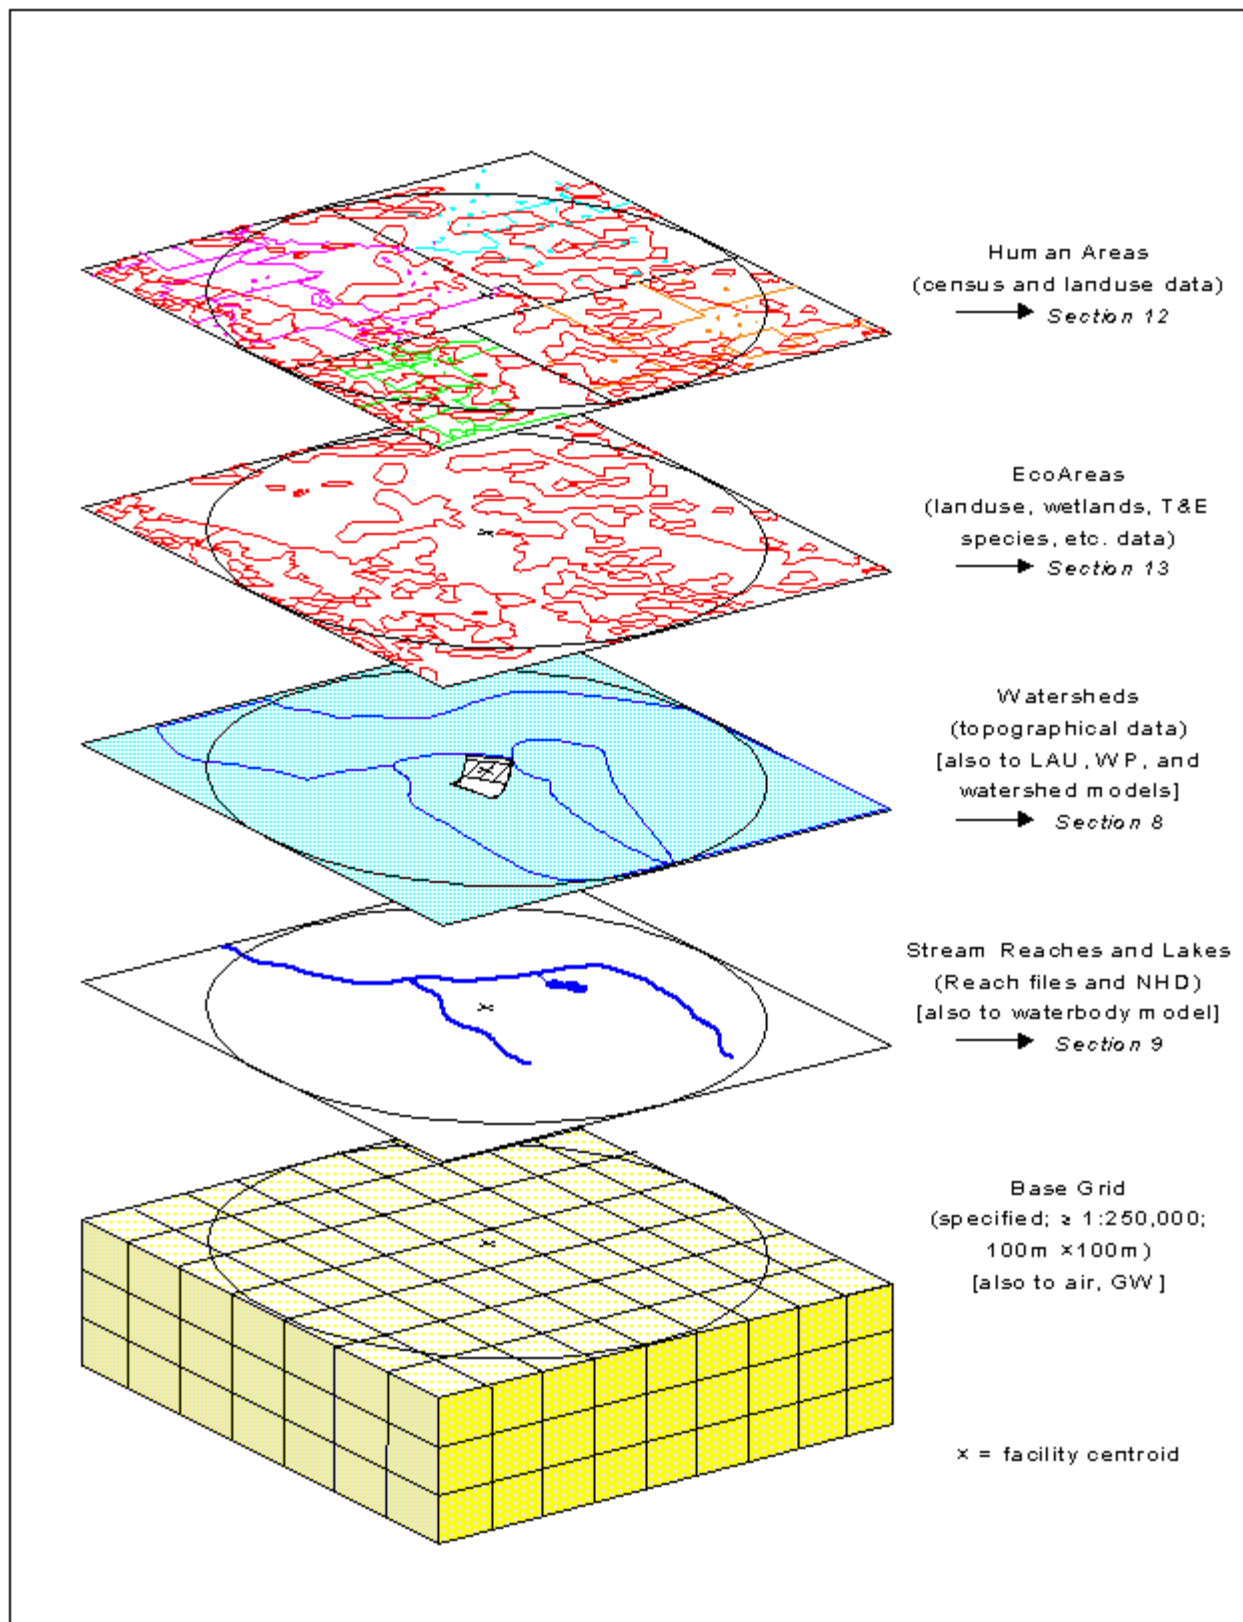 Human Areas
(census and landuse data)
Section 12
EcoAreas
(landuse, wetlands, T&E
species, etc. data)
Section 13
Watersheds
(topographical data)
[also to LAU, WP, and
watershed models]
Section 8
Stream Reaches and Lakes
(Reach files and NHD)
[also to waterbody model]
Section 9
Base Grid
(specified; ≥ 1:250,000;
100m ×100m)
[also to air, GW]
× = facility centroid